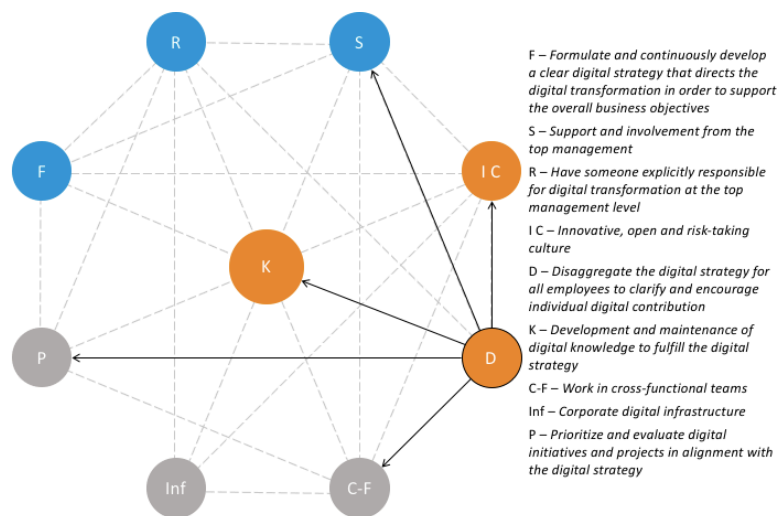 R
S
F
I C
K
P
D
Inf
C-F
F – Formulate and continuously develop
a clear digital strategy that directs the
digital transformation in order to support
the overall business objectives
S – Support and involvement from the
top management
R – Have someone explicitly responsible
for digital transformation at the top
management level
I C – Innovative, open and risk-taking
culture
D – Disaggregate the digital strategy for
all employees to clarify and encourage
individual digital contribution
K – Development and maintenance of
digital knowledge to fulfill the digital
strategy
C-F – Work in cross-functional teams
Inf – Corporate digital infrastructure
P – Prioritize and evaluate digital
initiatives and projects in alignment with
the digital strategy